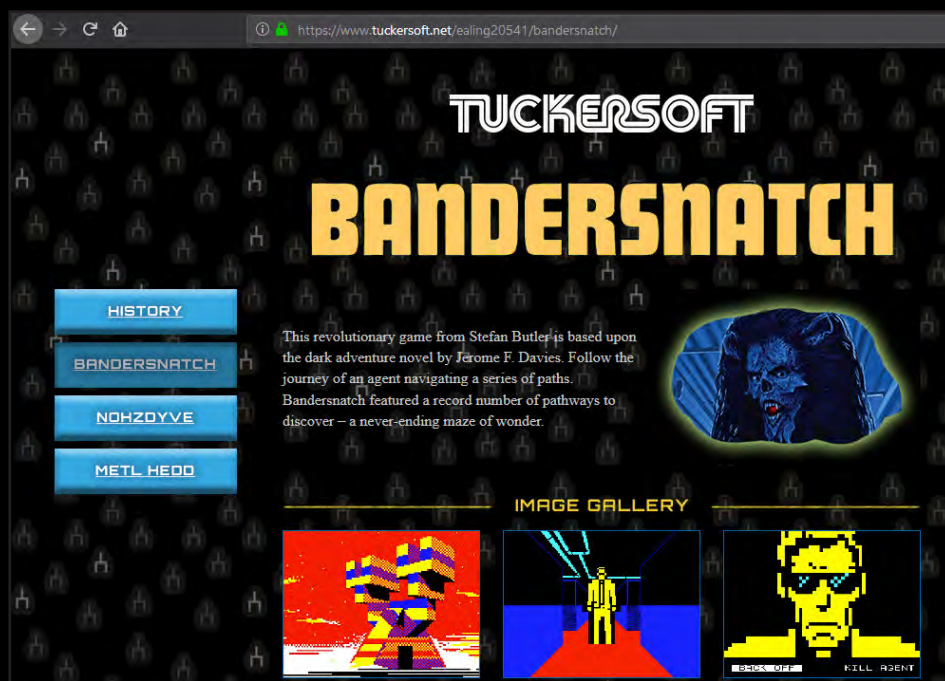 https://www.tuckersoft.net/ealing20541/bandersnatch/
TUCKERSOFT
BANDERSNATCH
HISTORY
BANDERSNATCH
NOHZDYVE
METL HEDD
This revolutionary game from Stefan Butler is based upon
the dark adventure novel by Jerome F. Davies. Follow the
journey of an agent navigating a series of paths.
Bandersnatch featured a record number of pathways to
discover – a never-ending maze of wonder.
IMAGE GALLERY
BACK OFF KILL AGENT